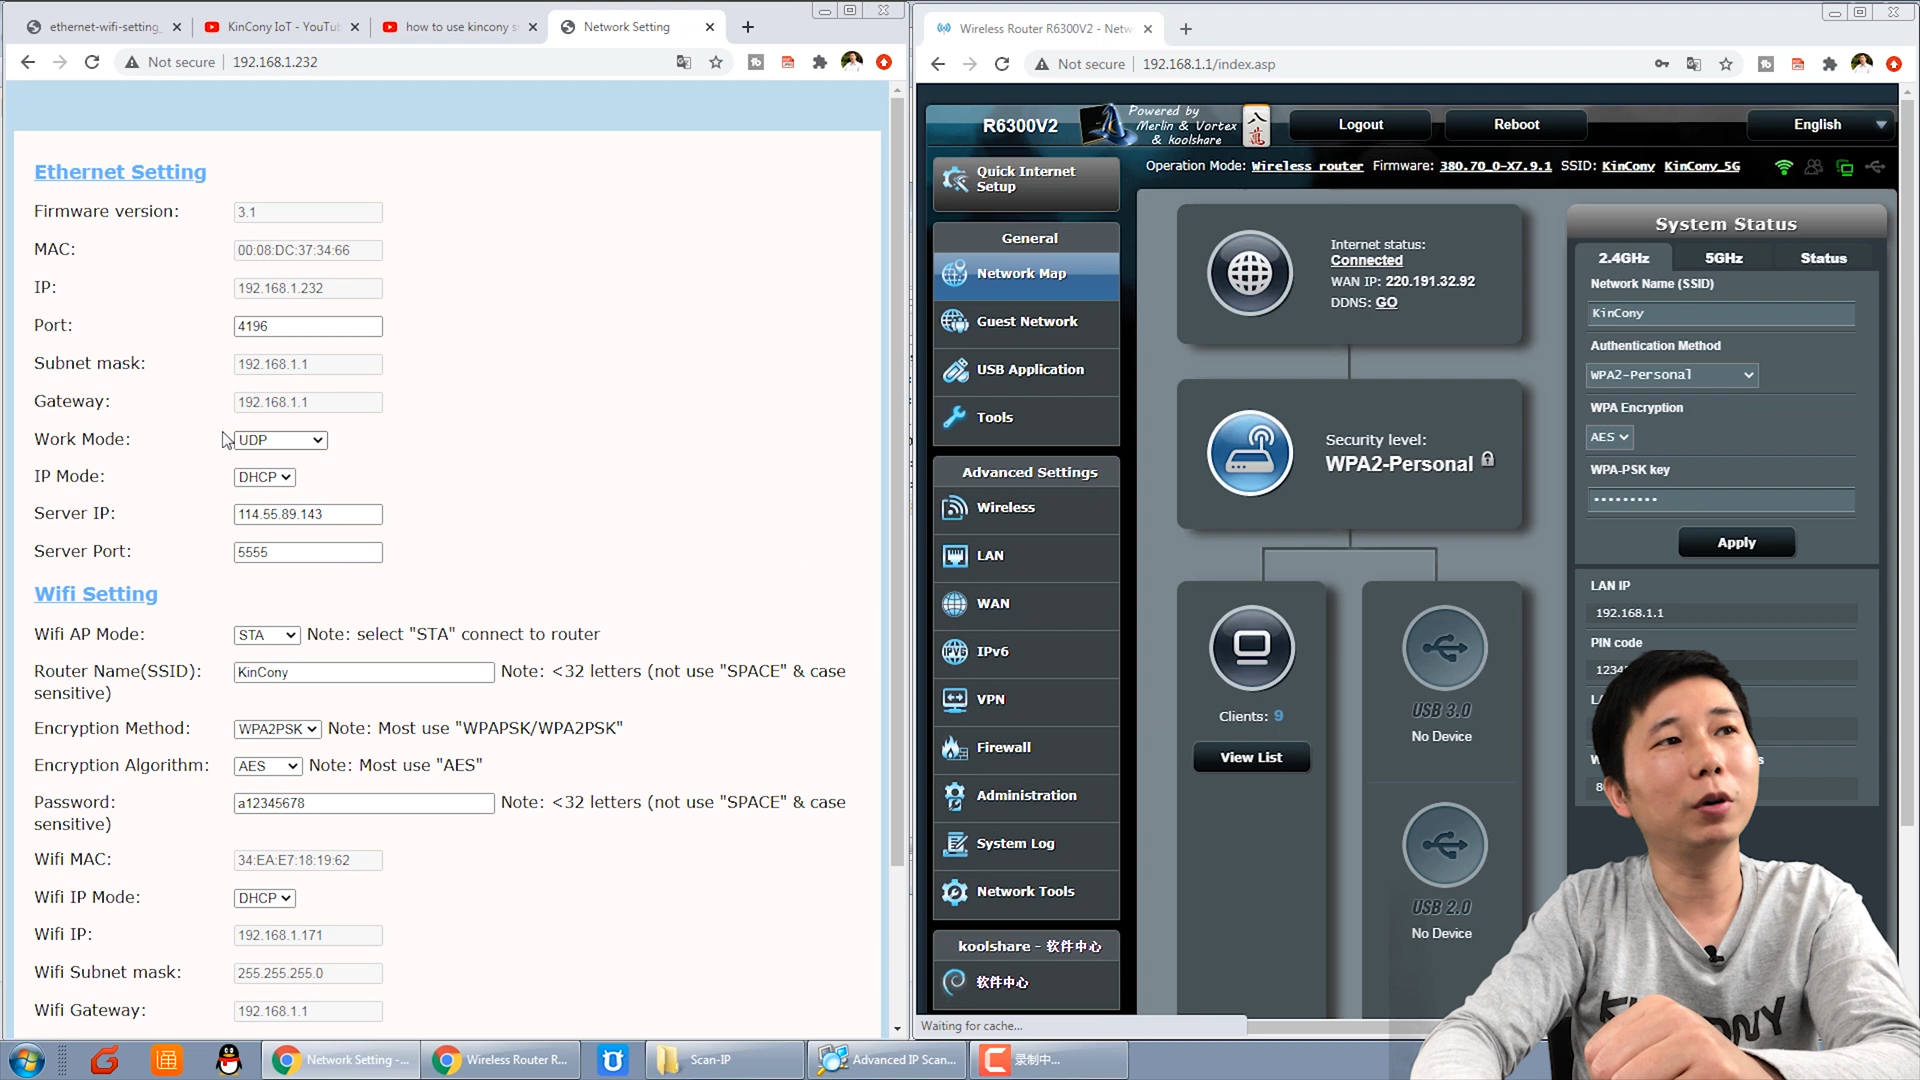 ethernet-wifi-setting_
KinCony IoT - YouTu
how to use kincony s
Network Setting
Not secure
192.168.1.232
Ethernet Setting
Firmware version:
3.1
MAC:
00:08:DC:37:34:66
IP:
192.168.1.232
Port:
4196
Subnet mask:
192.168.1.1
Gateway:
192.168.1.1
Work Mode:
UDP
IP Mode:
DHCP
Server IP:
114.55.89.143
Server Port:
5555
Wifi Setting
Wifi AP Mode:
STA
Note: select "STA" connect to router
Router Name(SSID):
KinCony
Note: <32 letters (not use "SPACE" & case
sensitive)
Encryption Method:
WPA2PSK
Note: Most use "WPAPSK/WPA2PSK"
Encryption Algorithm:
AES
Note: Most use "AES"
Password:
a12345678
Note: <32 letters (not use "SPACE" & case
sensitive)
Wifi MAC:
34:EA:E7:18:19:62
Wifi IP Mode:
DHCP
Wifi IP:
192.168.1.171
Wifi Subnet mask:
255.255.255.0
Wifi Gateway:
192.168.1.1
Wireless Router R6300V2 - Netw
Not secure
192.168.1.1/index.asp
R6300V2
Powered by
Merlin & Vortex
& koolshare
八萬
Logout
Reboot
English
Operation Mode: Wireless router Firmware: 380.70_0-X7.9.1 SSID: KinCony KinCony_5G
Quick Internet
Setup
General
Network Map
Guest Network
USB Application
Tools
Advanced Settings
Wireless
LAN
WAN
IPv6
VPN
Firewall
Administration
System Log
Network Tools
koolshare - 软件中心
软件中心
Waiting for cache...
Internet status:
Connected
WAN IP: 220.191.32.92
DDNS: GO
Security level:
WPA2-Personal
Clients: 9
View List
USB 3.0
No Device
USB 2.0
No Device
System Status
2.4GHz
5GHz
Status
Network Name (SSID)
KinCony
Authentication Method
WPA2-Personal
WPA Encryption
AES
WPA-PSK key
•••••••••
Apply
LAN IP
192.168.1.1
PIN code
1234
Network Setting -...
Wireless Router R...
Scan-IP
Advanced IP Scan...
录制中...